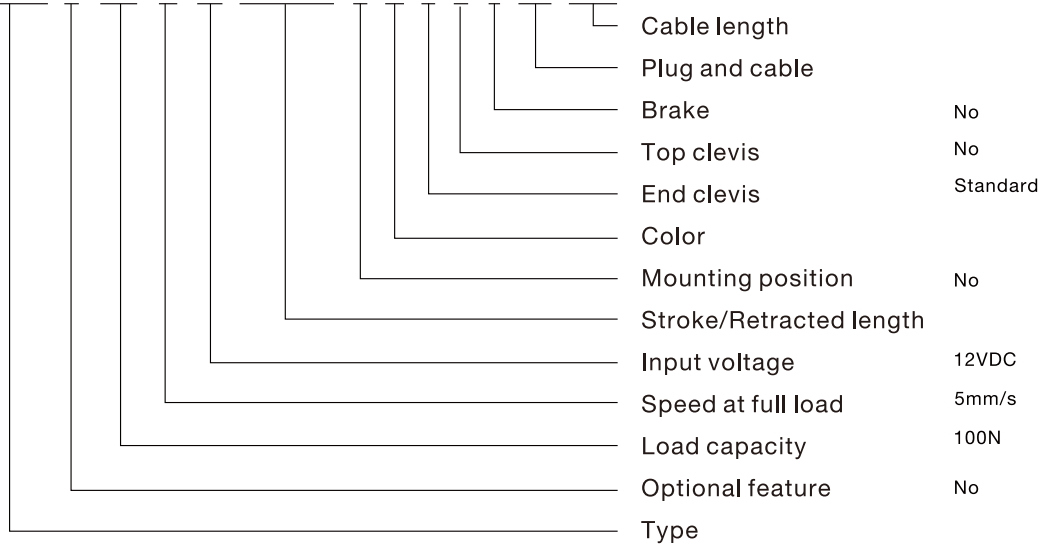 Cable length
Plug and cable
Brake No
Top clevis No
End clevis Standard
Color
Mounting position No
Stroke/Retracted length
Input voltage 12VDC
Speed at full load 5mm/s
Load capacity 100N
Optional feature No
Type